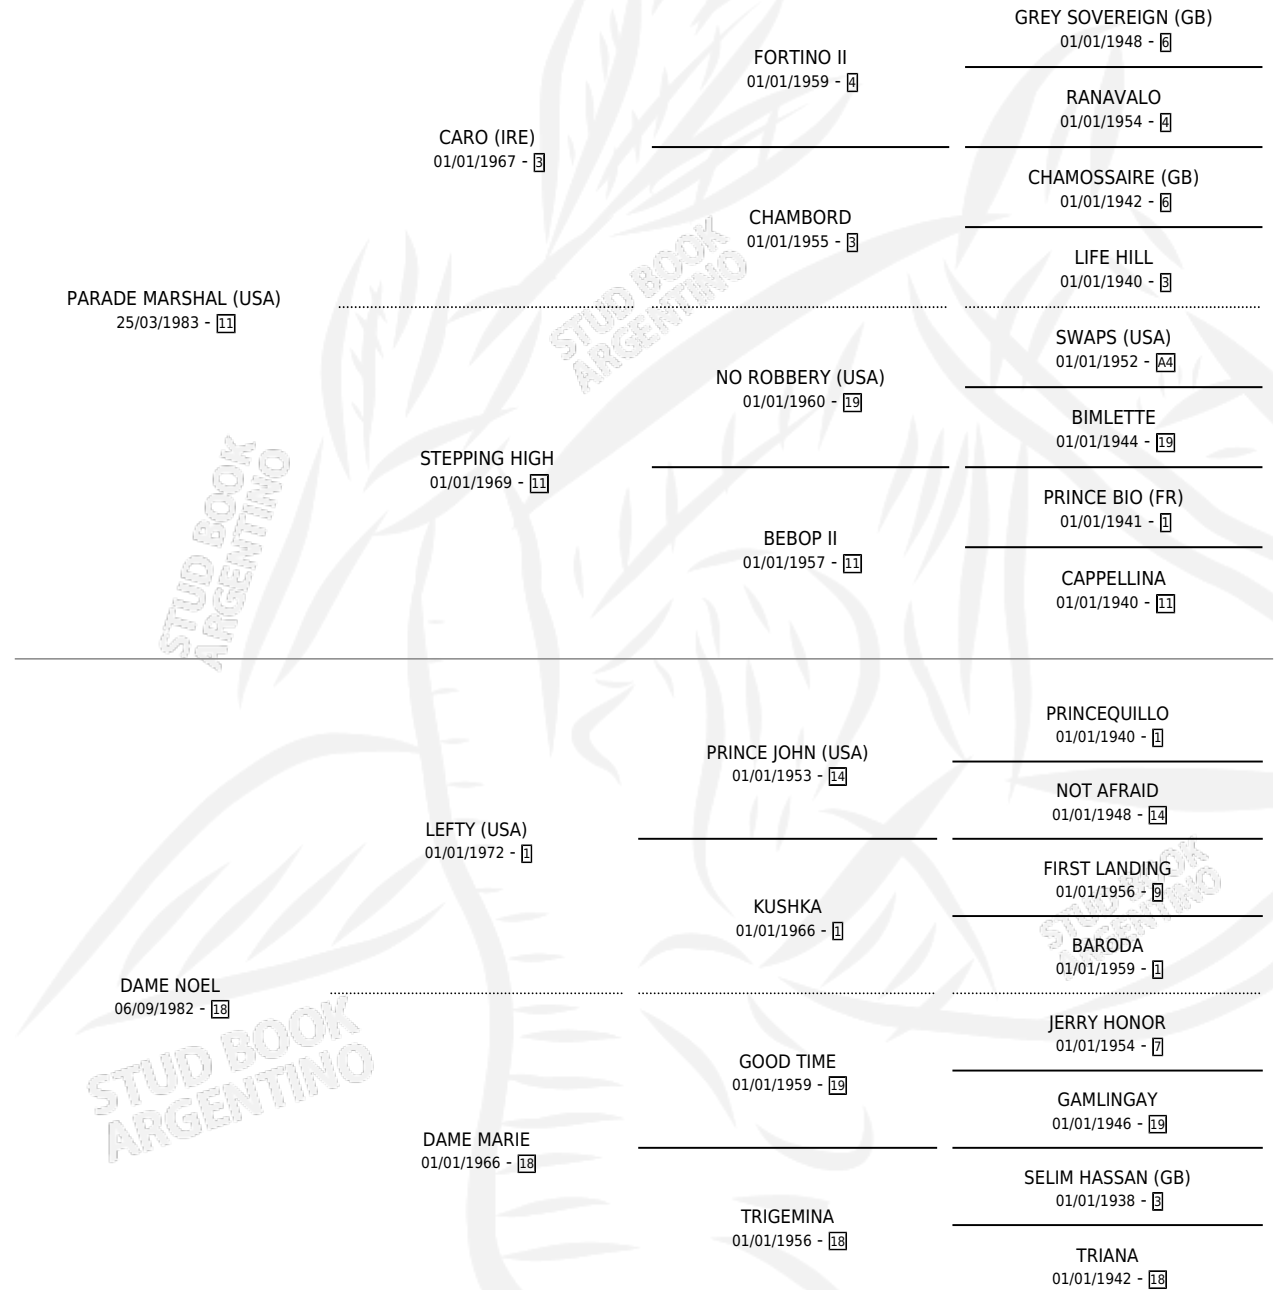 GREY SOVEREIGN (GB)
01/01/1948 - 6
FORTINO II
01/01/1959 - 4
RANAVALO
01/01/1954 - 4
CARO (IRE)
01/01/1967 - 3
CHAMOSSAIRE (GB)
01/01/1942 - 6
CHAMBORD
01/01/1955 - 3
LIFE HILL
01/01/1940 - 3
PARADE MARSHAL (USA)
25/03/1983 - 11
STUD BOOK
ARGENTINO
SWAPS (USA)
01/01/1952 - A4
NO ROBBERY (USA)
01/01/1960 - 19
BIMLETTE
01/01/1944 - 19
STEPPING HIGH
01/01/1969 - 11
PRINCE BIO (FR)
01/01/1941 - 1
BEBOP II
01/01/1957 - 11
CAPPELLINA
01/01/1940 - 11
STUD BOOK
ARGENTINO
PRINCEQUILLO
01/01/1940 - 1
PRINCE JOHN (USA)
01/01/1953 - 14
NOT AFRAID
01/01/1948 - 14
LEFTY (USA)
01/01/1972 - 1
FIRST LANDING
01/01/1956 - 9
KUSHKA
01/01/1966 - 1
BARODA
01/01/1959 - 1
STUD BOOK
ARGENTINO
DAME NOEL
06/09/1982 - 18
JERRY HONOR
01/01/1954 - 7
GOOD TIME
01/01/1959 - 19
GAMLINGAY
01/01/1946 - 19
STUD BOOK
ARGENTINO
DAME MARIE
01/01/1966 - 18
SELIM HASSAN (GB)
01/01/1938 - 3
TRIGEMINA
01/01/1956 - 18
TRIANA
01/01/1942 - 18